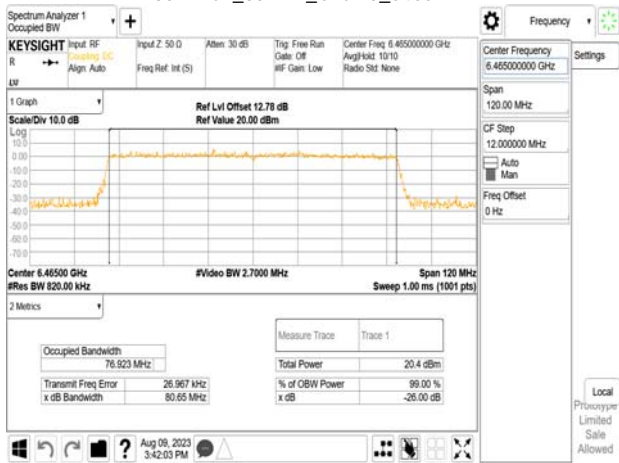 Spectrum Analyzer 1
Occupied BW
+
Frequency
KEYSIGHT
R
LXI
Input: RF
Coupling: DC
Align: Auto
Input Z: 50 Ω
Freq Ref: Int (S)
Atten: 30 dB
Trig: Free Run
Gate: Off
#IF Gain: Low
Center Freq: 6.465000000 GHz
Avg|Hold: 10/10
Radio Std: None
Center Frequency
6.465000000 GHz
Settings
Span
120.00 MHz
CF Step
12.000000 MHz
Auto
Man
Freq Offset
0 Hz
1 Graph
Scale/Div 10.0 dB
Ref Lvl Offset 12.78 dB
Ref Value 20.00 dBm
Log
10.0
0.00
-10.0
-20.0
-30.0
-40.0
-50.0
-60.0
-70.0
Center 6.46500 GHz
#Res BW 820.00 kHz
#Video BW 2.7000 MHz
Span 120 MHz
Sweep 1.00 ms (1001 pts)
2 Metrics
Measure Trace Trace 1
Occupied Bandwidth
76.923 MHz
Total Power 20.4 dBm
Transmit Freq Error 26.967 kHz
% of OBW Power 99.00 %
x dB Bandwidth 80.65 MHz
x dB -26.00 dB
Local
Prototype
Limited
Sale
Allowed
?
Aug 09, 2023
3:42:03 PM